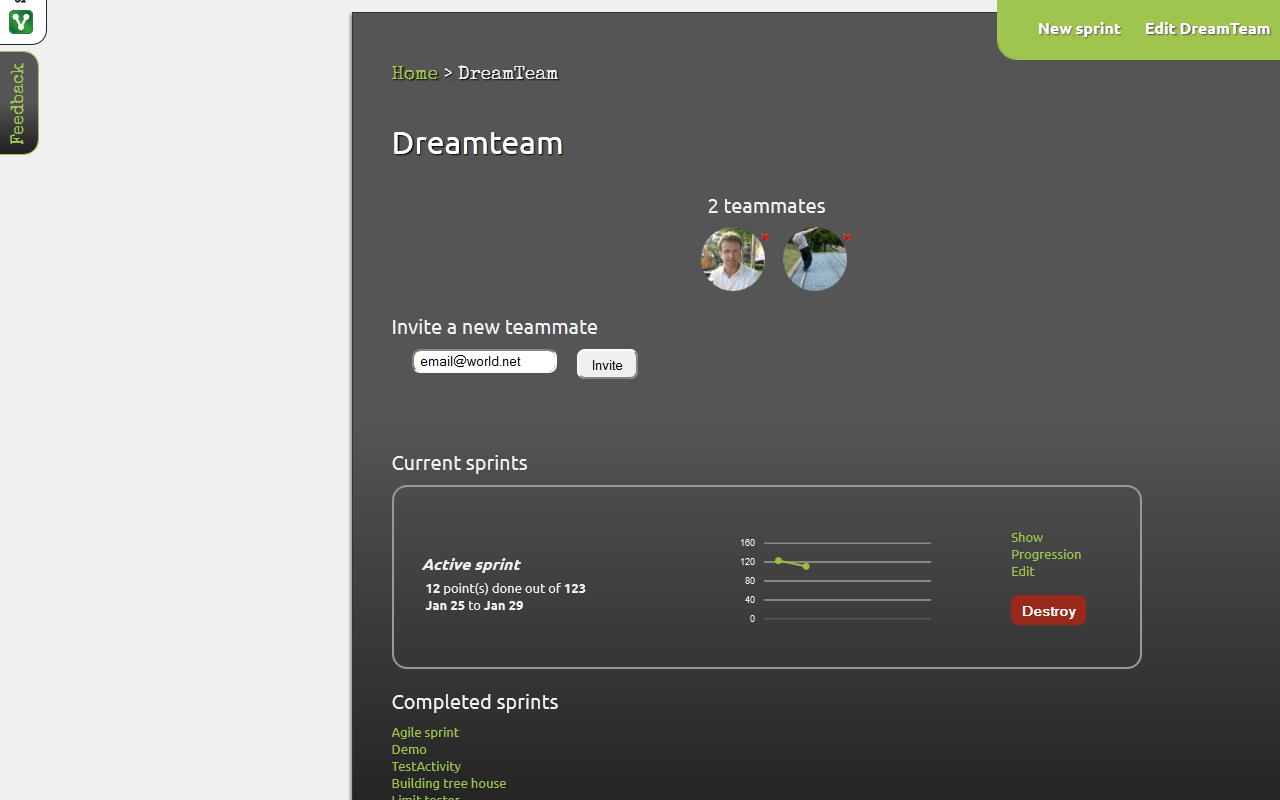 New sprint Edit DreamTeam
Feedback
Home > DreamTeam
Dreamteam
2 teammates
Invite a new teammate
email@world.net Invite
Current sprints
Active sprint
12 point(s) done out of 123
Jan 25 to Jan 29
160
120
80
40
0
Show
Progression
Edit
Destroy
Completed sprints
Agile sprint
Demo
TestActivity
Building tree house
Limit tester